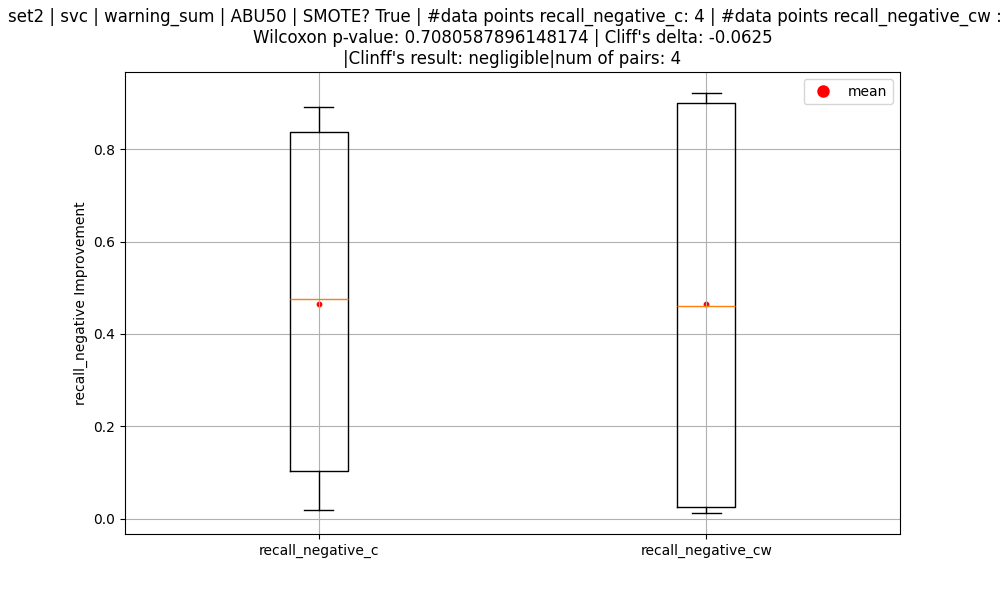 set2 | svc | warning_sum | ABU50 | SMOTE? True | #data points recall_negative_c: 4 | #data points recall_negative_cw :
Wilcoxon p-value: 0.7080587896148174 | Cliff's delta: -0.0625
|Clinff's result: negligible|num of pairs: 4
mean
0.8
0.6
0.4
0.2
0.0
recall_negative Improvement
recall_negative_c
recall_negative_cw